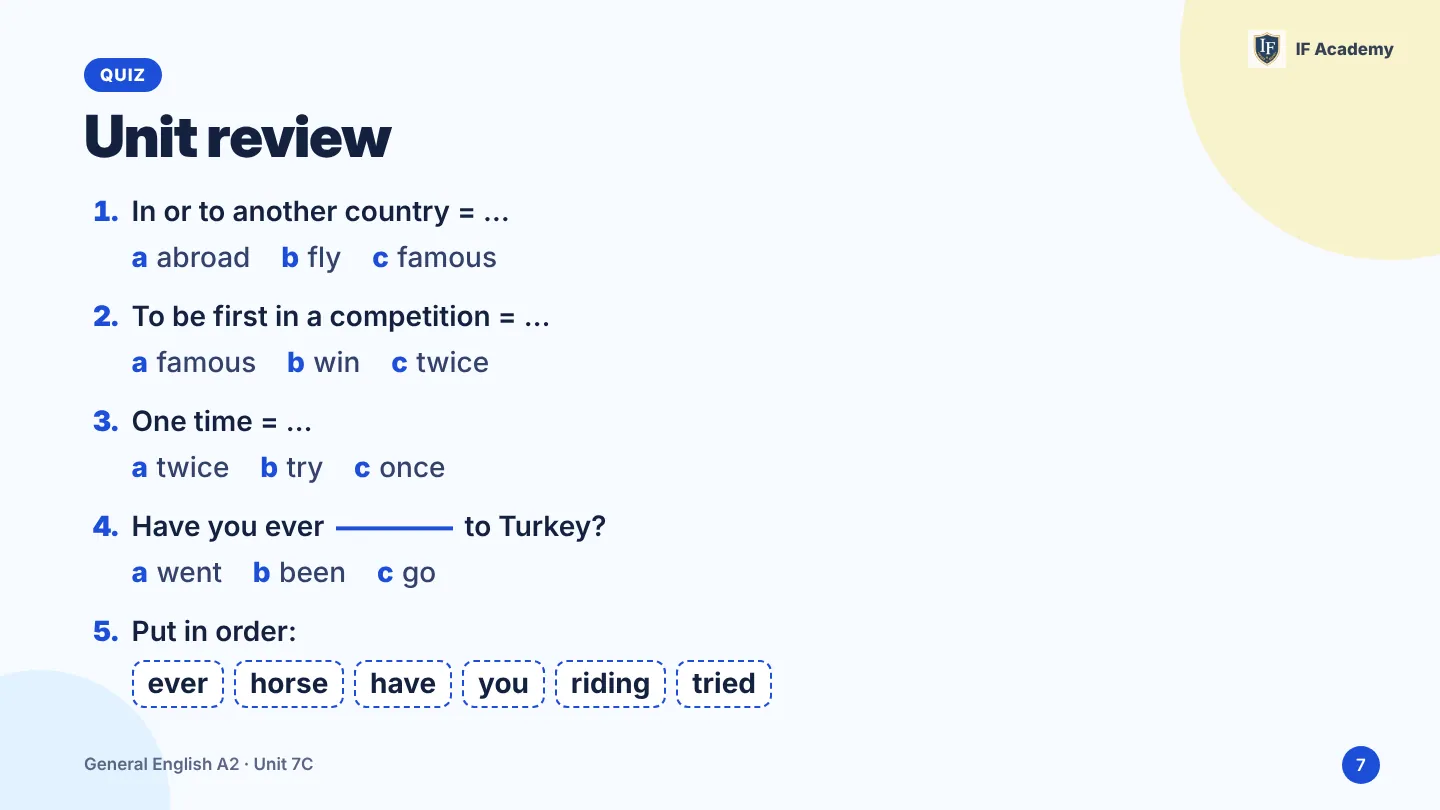 IF
IF Academy
QUIZ
Unit review
1. In or to another country = ...
a abroad b fly c famous
2. To be first in a competition = ...
a famous b win c twice
3. One time = ...
a twice b try c once
4. Have you ever ______ to Turkey?
a went b been c go
5. Put in order:
ever horse have you riding tried
General English A2 · Unit 7C
7